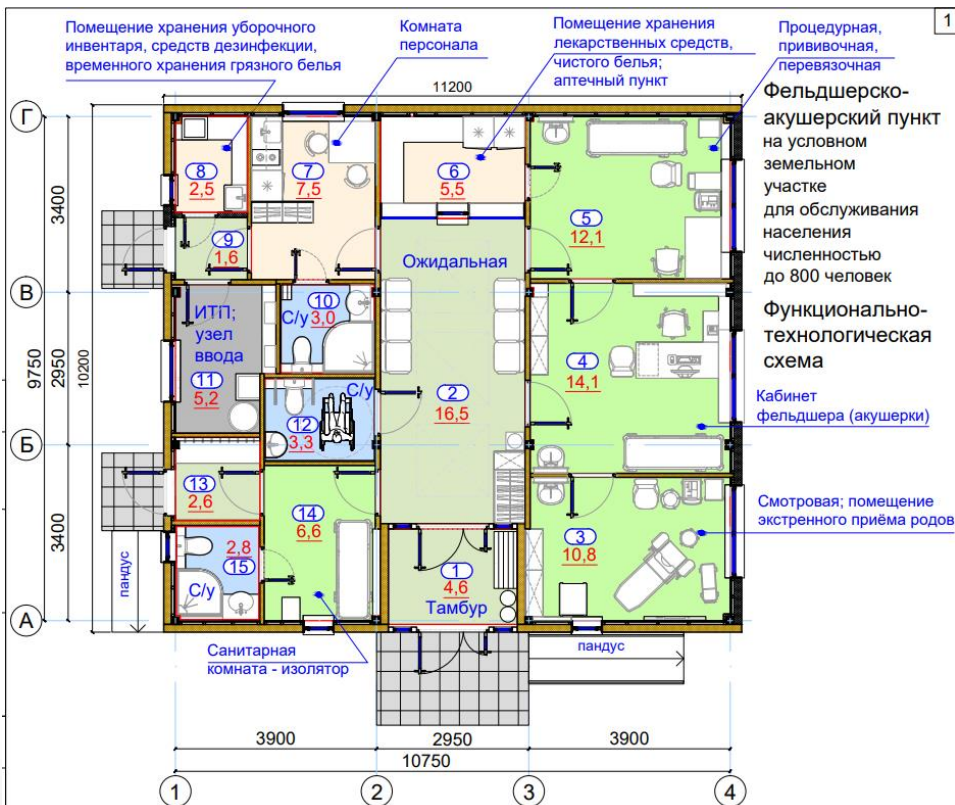 1
Помещение хранения уборочного
инвентаря, средств дезинфекции,
временного хранения грязного белья
Комната
персонала
Помещение хранения
лекарственных средств,
чистого белья;
аптечный пункт
Процедурная,
прививочная,
перевязочная
Фельдшерско-
акушерский пункт
на условном
земельном
участке
для обслуживания
населения
численностью
до 800 человек
Функционально-
технологическая
схема
11200
Г
В
Б
А
3400
2950
3400
9750
10200
8
2,5
7
7,5
6
5,5
5
12,1
9
1,6
Ожидальная
ИТП;
узел
ввода
11
5,2
10
С/у 3,0
С/у
12
3,3
2
16,5
4
14,1
Кабинет
фельдшера (акушерки)
13
2,6
14
6,6
2,8
15
С/у
1
4,6
Тамбур
3
10,8
Смотровая; помещение
экстренного приёма родов
пандус
Санитарная
комната - изолятор
пандус
3900
2950
3900
10750
1
2
3
4